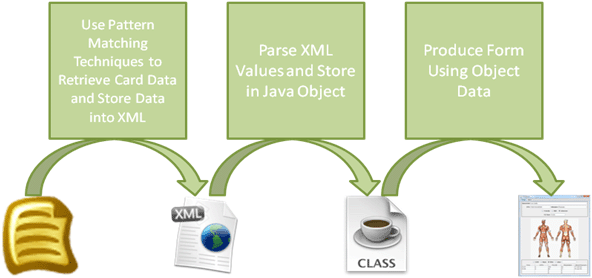 Use Pattern
Matching
Techniques to
Retrieve Card Data
and Store Data
into XML
Parse XML
Values and Store
in Java Object
Produce Form
Using Object
Data
XML
CLASS